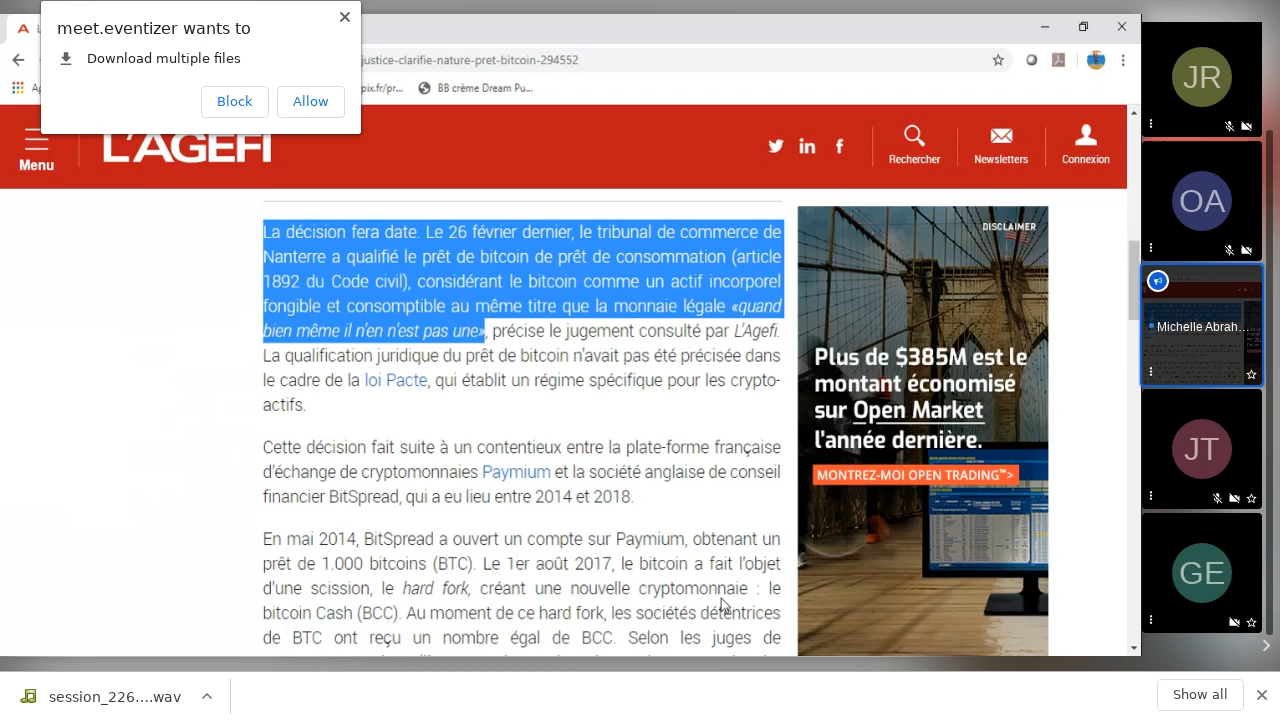 meet.eventizer wants to
Download multiple files
Block
Allow
justice-clarifie-nature-pret-bitcoin-294552
pix.fr/pr...
BB crème Dream Pu...
Menu
L'AGEFI
Rechercher
Newsletters
Connexion
La décision fera date. Le 26 février dernier, le tribunal de commerce de
Nanterre a qualifié le prêt de bitcoin de prêt de consommation (article
1892 du Code civil), considérant le bitcoin comme un actif incorporel
fongible et consomptible au même titre que la monnaie légale «quand
bien même il n'en n'est pas une», précise le jugement consulté par L'Agefi.
La qualification juridique du prêt de bitcoin n'avait pas été précisée dans
le cadre de la loi Pacte, qui établit un régime spécifique pour les crypto-
actifs.
Cette décision fait suite à un contentieux entre la plate-forme française
d'échange de cryptomonnaies Paymium et la société anglaise de conseil
financier BitSpread, qui a eu lieu entre 2014 et 2018.
En mai 2014, BitSpread a ouvert un compte sur Paymium, obtenant un
prêt de 1.000 bitcoins (BTC). Le 1er août 2017, le bitcoin a fait l'objet
d'une scission, le hard fork, créant une nouvelle cryptomonnaie : le
bitcoin Cash (BCC). Au moment de ce hard fork, les sociétés détentrices
de BTC ont reçu un nombre égal de BCC. Selon les juges de
DISCLAIMER
Plus de $385M est le
montant économisé
sur Open Market
l'année dernière.
MONTREZ-MOI OPEN TRADING™>
JR
OA
Michelle Abrah...
JT
GE
session_226....wav
Show all